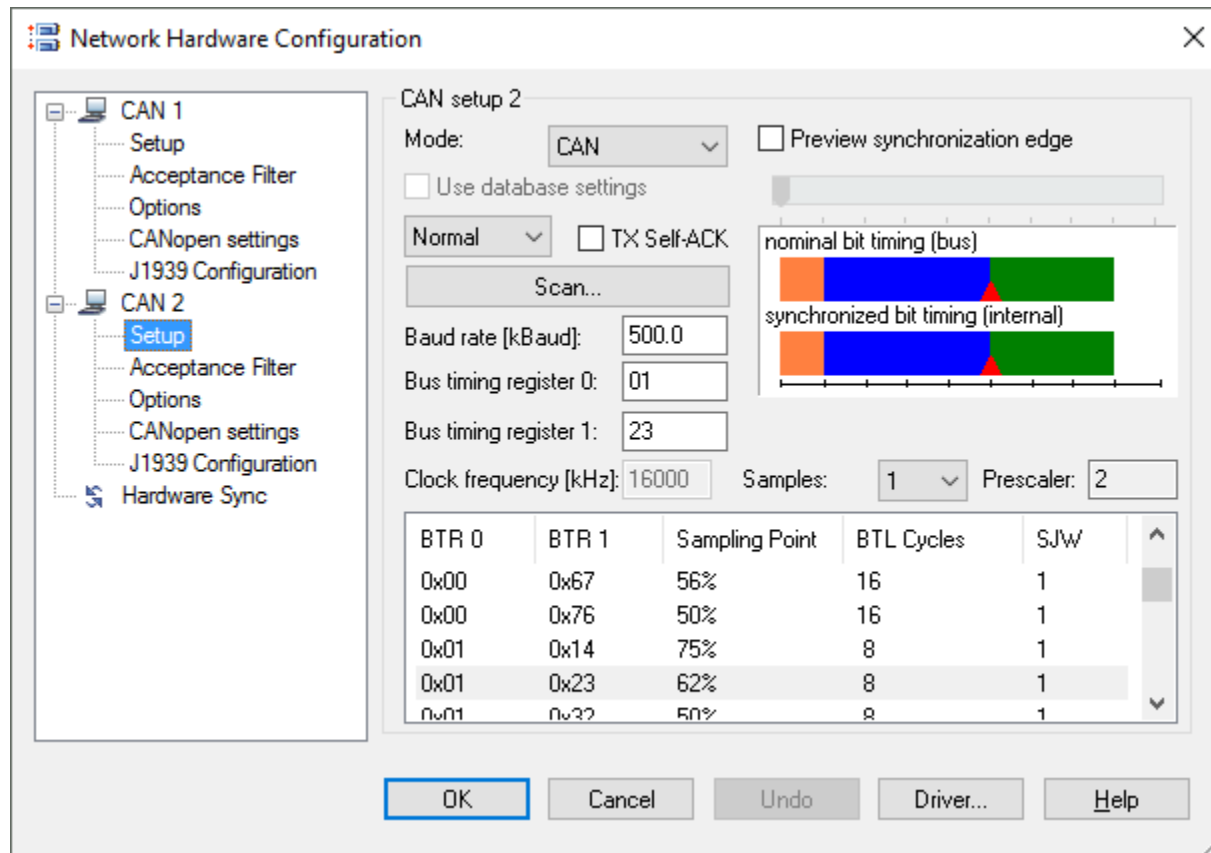 Network Hardware Configuration
CAN 1
Setup
Acceptance Filter
Options
CANopen settings
J1939 Configuration
CAN 2
Setup
Acceptance Filter
Options
CANopen settings
J1939 Configuration
Hardware Sync
CAN setup 2
Mode: CAN
Preview synchronization edge
Use database settings
Normal TX Self-ACK
Scan...
nominal bit timing (bus)
synchronized bit timing (internal)
Baud rate [kBaud]: 500.0
Bus timing register 0: 01
Bus timing register 1: 23
Clock frequency [kHz]: 16000 Samples: 1 Prescaler: 2
BTR 0 BTR 1 Sampling Point BTL Cycles SJW
0x00 0x67 56% 16 1
0x00 0x76 50% 16 1
0x01 0x14 75% 8 1
0x01 0x23 62% 8 1
0x01 0x32 50% 8 1
OK Cancel Undo Driver... Help